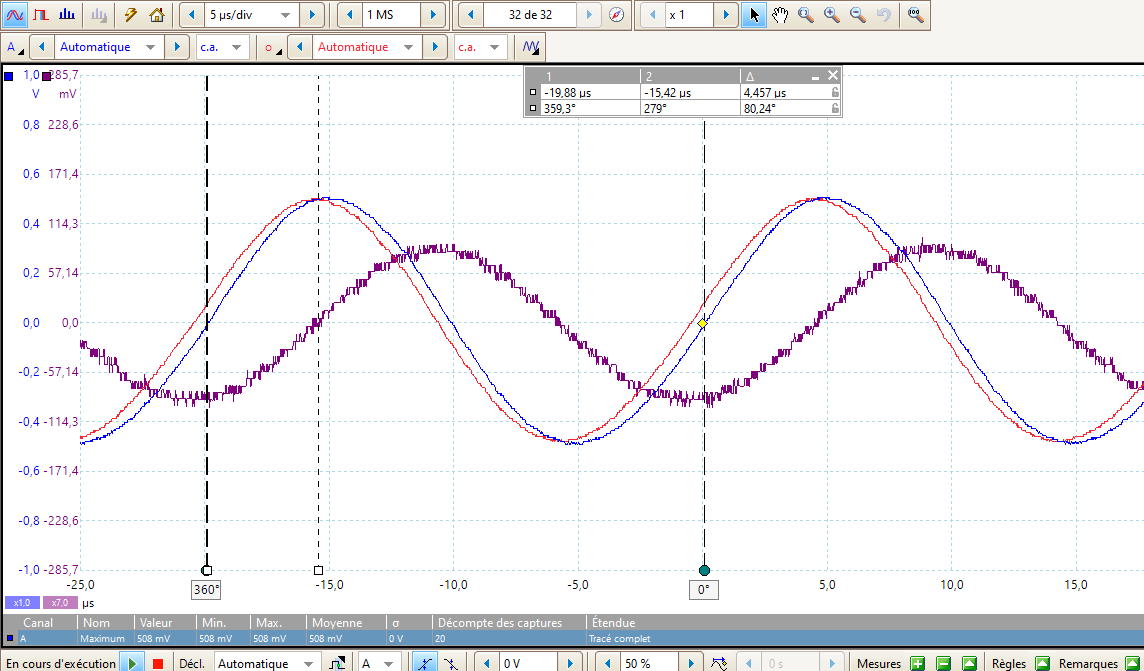 5 µs/div 1 MS 32 de 32 x 1
A Automatique c.a. Automatique c.a.
1 2 Δ
-19,88 µs -15,42 µs 4,457 µs
359,3° 279° 80,24°
1,0 285,7
V mV
0,8 228,6
0,6 171,4
0,4 114,3
0,2 57,14
0,0 0,0
-0,2 -57,14
-0,4 -114,3
-0,6 -171,4
-0,8 -228,6
-1,0 -285,7
-25,0 -15,0 -10,0 -5,0 5,0 10,0 15,0
360° 0°
x1,0 x7,0 µs
Canal Nom Valeur Min. Max. Moyenne σ Décompte des captures Étendue
A Maximum 508 mV 508 mV 508 mV 508 mV 0 V 20 Tracé complet
En cours d'exécution Décl. Automatique A 0 V 50 % 0 s Mesures Règles Remarques